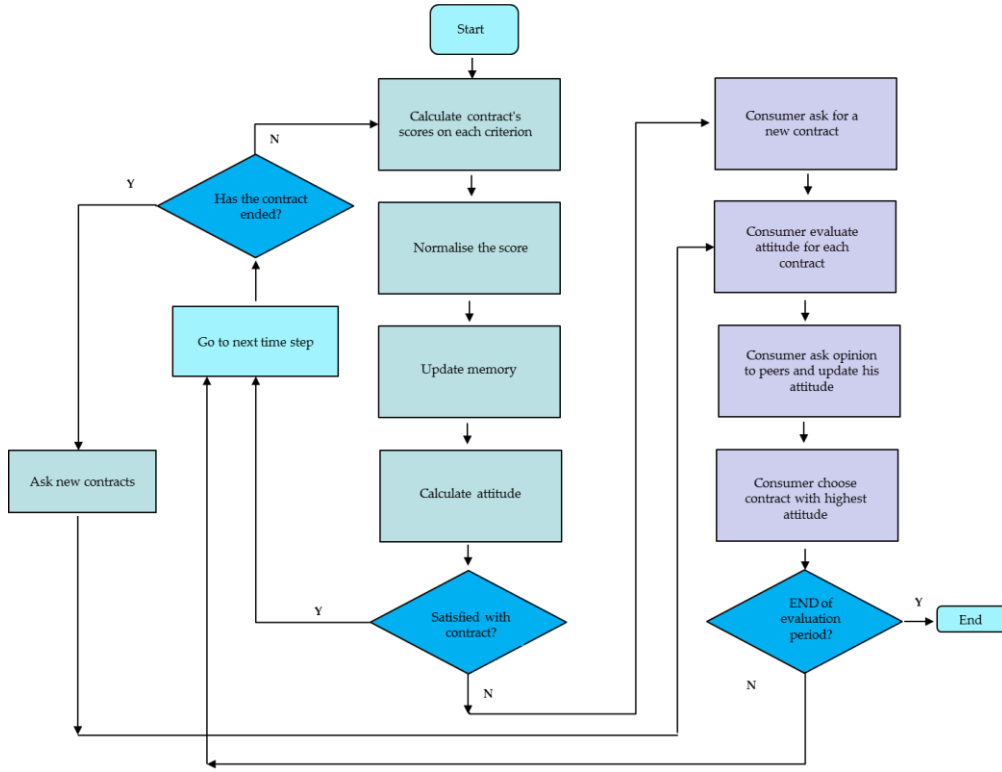 Start
Calculate contract's
scores on each criterion
Consumer ask for a
new contract
N
Y
Has the contract
ended?
Normalise the score
Consumer evaluate
attitude for each
contract
Go to next time step
Update memory
Consumer ask opinion
to peers and update his
attitude
Ask new contracts
Calculate attitude
Consumer choose
contract with highest
attitude
Y
Satisfied with
contract?
END of
evaluation
period?
Y
End
N
N